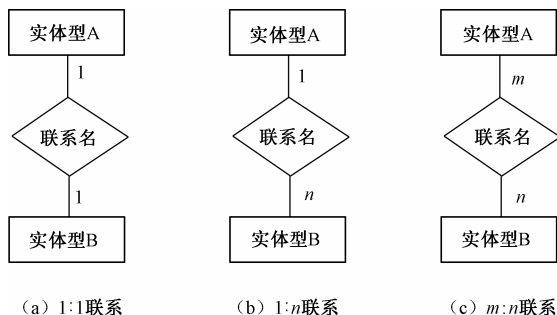 实体型A 实体型A 实体型A
1 1 m
联系名 联系名 联系名
1 n n
实体型B 实体型B 实体型B
(a) 1:1联系 (b) 1:n联系 (c) m:n联系